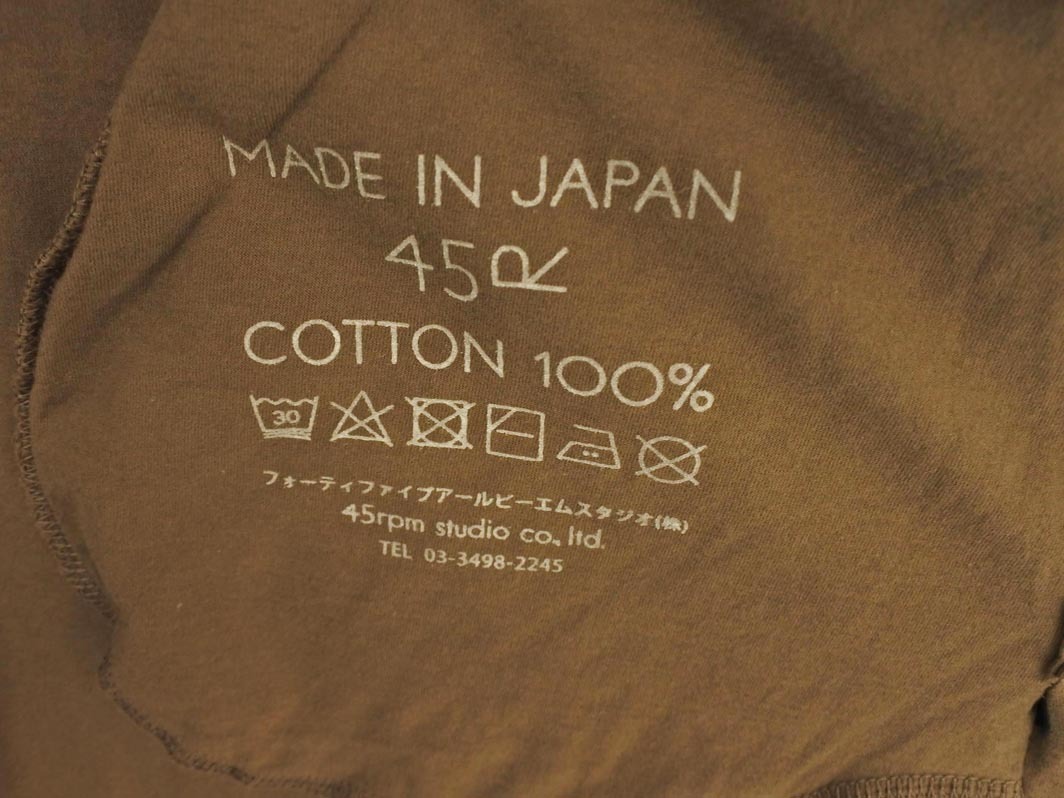 MADE IN JAPAN
45R
COTTON 100%
30
フォーティファイブアールピーエムスタジオ(株)
45rpm studio co., ltd.
TEL 03-3498-2245